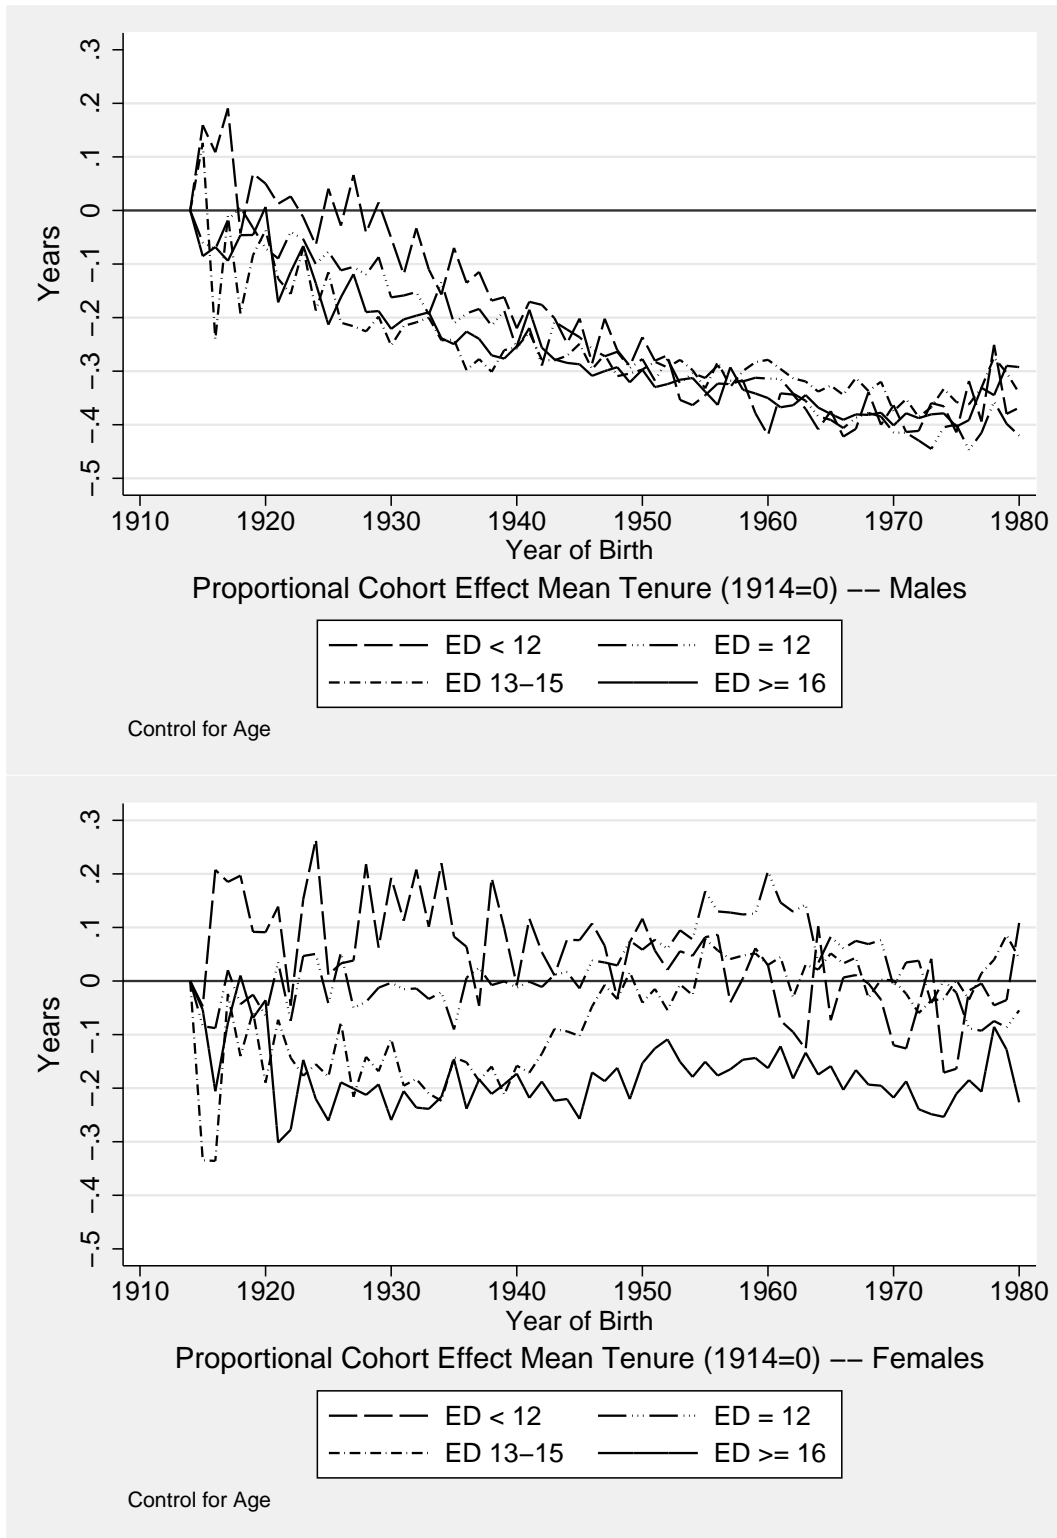 .3
.2
.1
0
−.1
−.2
−.3
−.4
−.5
Years
1910 1920 1930 1940 1950 1960 1970 1980
Year of Birth
Proportional Cohort Effect Mean Tenure (1914=0) −− Males
ED < 12 ED = 12
ED 13−15 ED >= 16
Control for Age
.3
.2
.1
0
−.1
−.2
−.3
−.4
−.5
Years
1910 1920 1930 1940 1950 1960 1970 1980
Year of Birth
Proportional Cohort Effect Mean Tenure (1914=0) −− Females
ED < 12 ED = 12
ED 13−15 ED >= 16
Control for Age